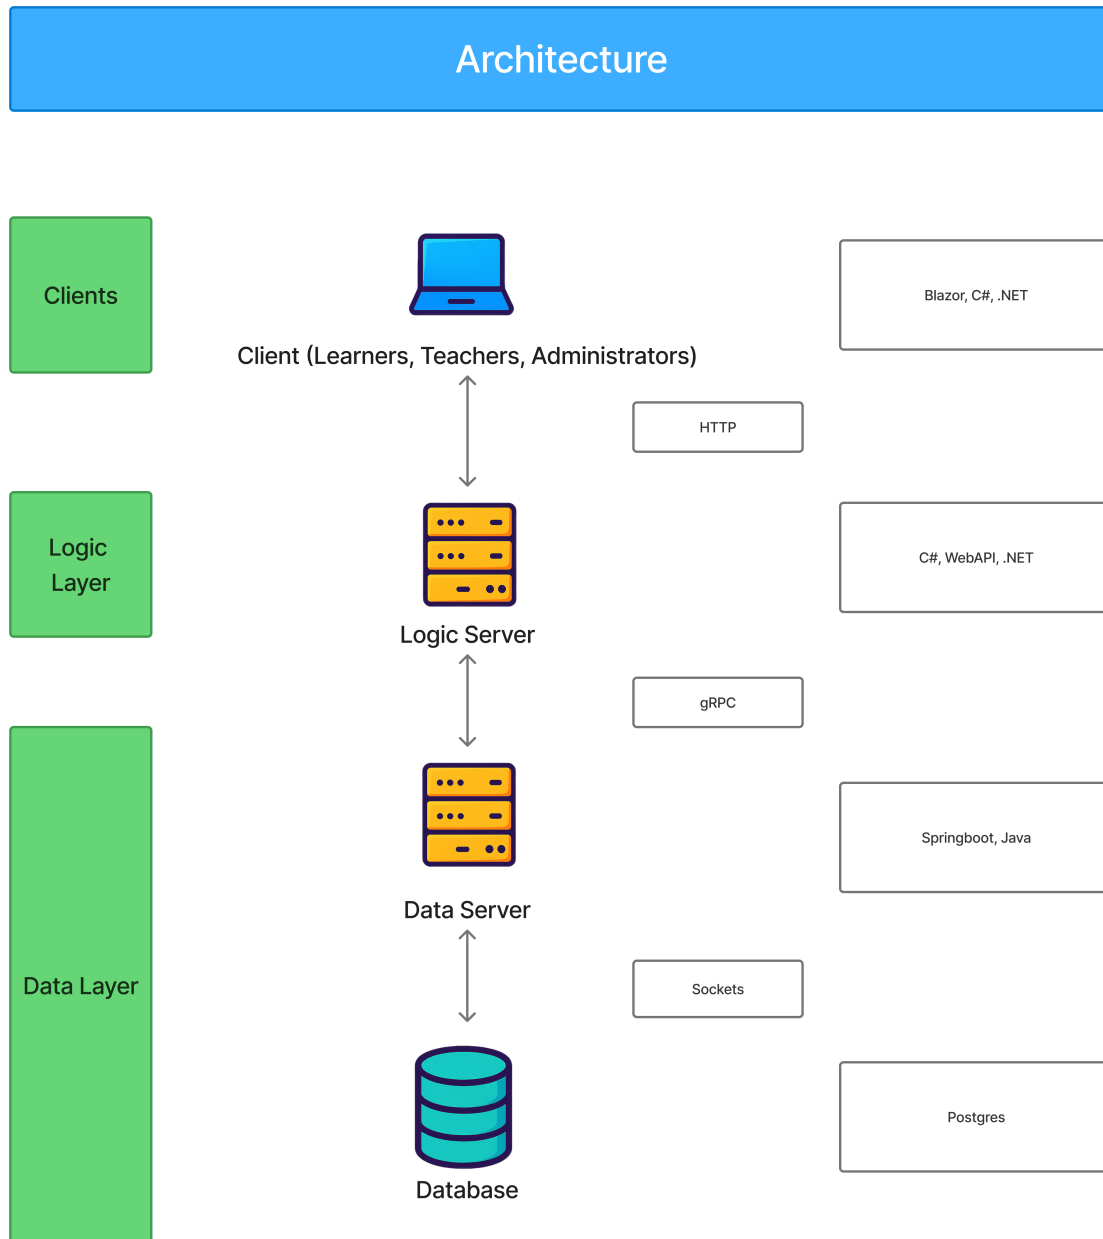 Architecture
Clients
Client (Learners, Teachers, Administrators)
Blazor, C#, .NET
HTTP
Logic
Layer
Logic Server
C#, WebAPI, .NET
gRPC
Data Layer
Data Server
Springboot, Java
Sockets
Database
Postgres